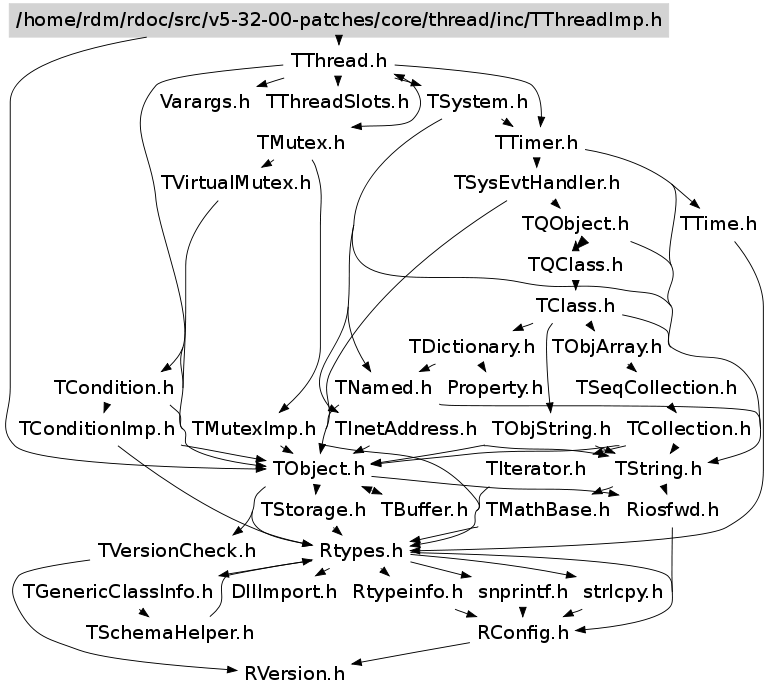 /home/rdm/rdoc/src/v5-32-00-patches/core/thread/inc/TThreadImp.h
TThread.h
Varargs.h TThreadSlots.h TSystem.h
TMutex.h TTimer.h
TVirtualMutex.h TSysEvtHandler.h
TQObject.h TTime.h
TQClass.h
TClass.h
TDictionary.h TObjArray.h
TCondition.h TNamed.h Property.h TSeqCollection.h
TConditionImp.h TMutexImp.h TInetAddress.h TObjString.h TCollection.h
TObject.h TIterator.h TString.h
TStorage.h TBuffer.h TMathBase.h Riosfwd.h
TVersionCheck.h Rtypes.h
TGenericClassInfo.h DllImport.h Rtypeinfo.h snprintf.h strlcpy.h
TSchemaHelper.h RConfig.h
RVersion.h